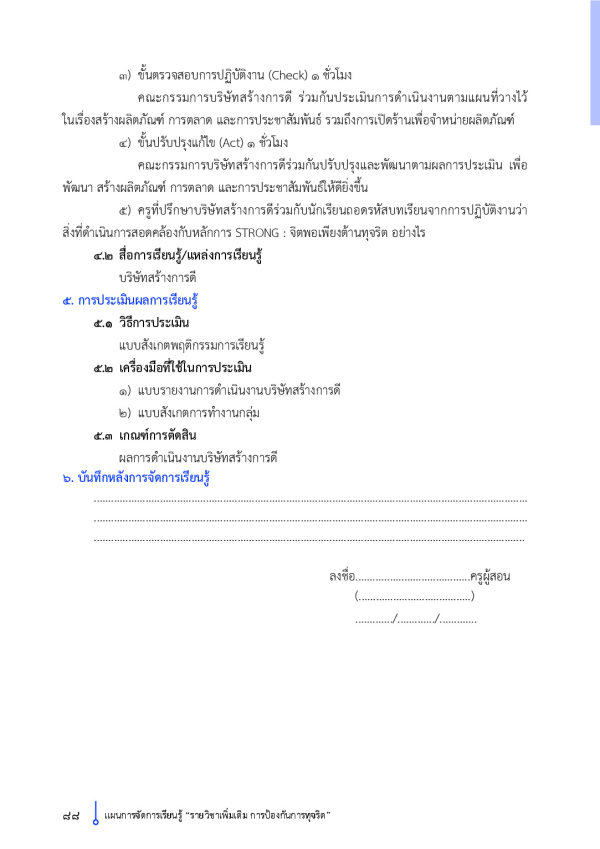 ๓) ขั้นตรวจสอบการปฏิบัติงาน (Check) ๑ ชั่วโมง
คณะกรรมการบริษัทสร้างการดี ร่วมกันประเมินการดำเนินงานตามแผนที่วางไว้
ในเรื่องสร้างผลิตภัณฑ์ การตลาด และการประชาสัมพันธ์ รวมถึงการเปิดร้านเพื่อจำหน่ายผลิตภัณฑ์
๔) ขั้นปรับปรุงแก้ไข (Act) ๑ ชั่วโมง
คณะกรรมการบริษัทสร้างการดีร่วมกันปรับปรุงและพัฒนาตามผลการประเมิน เพื่อ
พัฒนา สร้างผลิตภัณฑ์ การตลาด และการประชาสัมพันธ์ให้ดียิ่งขึ้น
๕) ครูที่ปรึกษาบริษัทสร้างการดีร่วมกับนักเรียนถอดรหัสบทเรียนจากการปฏิบัติงานว่า
สิ่งที่ดำเนินการสอดคล้องกับหลักการ STRONG : จิตพอเพียงต้านทุจริต อย่างไร
๔.๒ สื่อการเรียนรู้/แหล่งการเรียนรู้
บริษัทสร้างการดี
๕. การประเมินผลการเรียนรู้
๕.๑ วิธีการประเมิน
แบบสังเกตพฤติกรรมการเรียนรู้
๕.๒ เครื่องมือที่ใช้ในการประเมิน
๑) แบบรายงานการดำเนินงานบริษัทสร้างการดี
๒) แบบสังเกตการทำงานกลุ่ม
๕.๓ เกณฑ์การตัดสิน
ผลการดำเนินงานบริษัทสร้างการดี
๖. บันทึกหลังการจัดการเรียนรู้
........................................................................................................................................................
........................................................................................................................................................
.......................................................................................................................................................
ลงชื่อ........................................ครูผู้สอน
(.......................................)
............./............./.............
๘๘ แผนการจัดการเรียนรู้ “รายวิชาเพิ่มเติม การป้องกันการทุจริต”